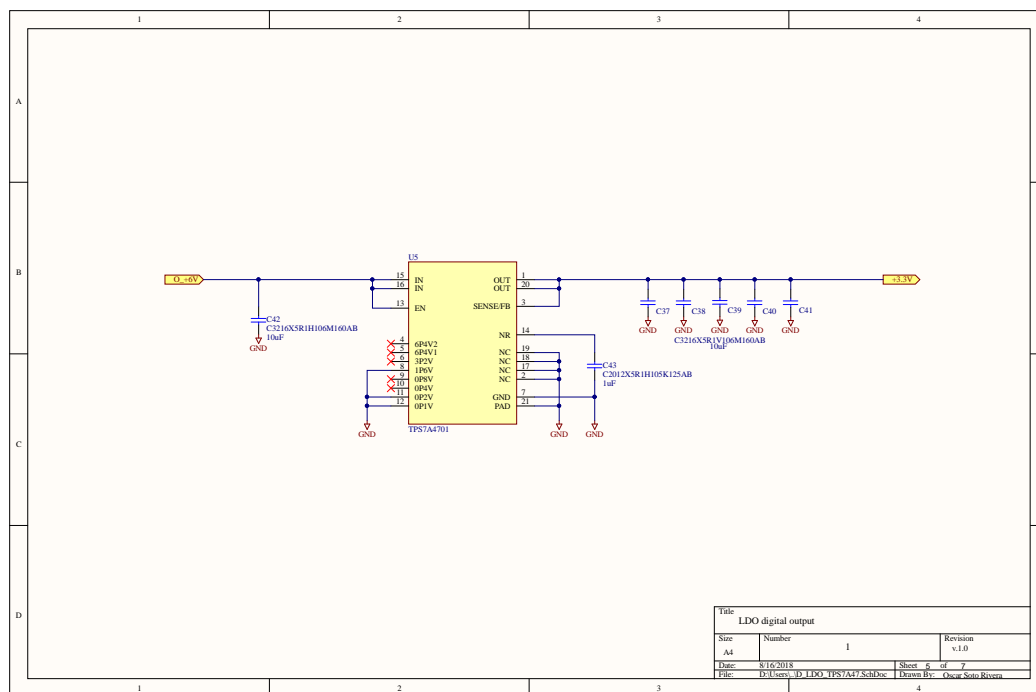 1 2 3 4
A
B
C
D
U5
O_+6V
15 IN
16 IN
13 EN
4 6P4V2
5 6P4V1
6 3P2V
8 1P6V
9 0P8V
10 0P4V
11 0P2V
12 0P1V
OUT 1
OUT 20
SENSE/FB 3
NR 14
NC 19
NC 18
NC 17
NC 2
GND 7
PAD 21
TPS7A4701
C42
C3216X5R1H106M160AB
10uF
GND
GND
GND
GND
C43
C2012X5R1H105K125AB
1uF
C37 C38 C39 C40 C41
GND GND GND GND GND
C3216X5R1V106M160AB
10uF
+3.3V
Title
LDO digital output
Size Number Revision
A4 1 v.1.0
Date: 8/16/2018 Sheet 5 of 7
File: D:\Users\..\D_LDO_TPS7A47.SchDoc Drawn By: Oscar Soto Rivera
1 2 3 4